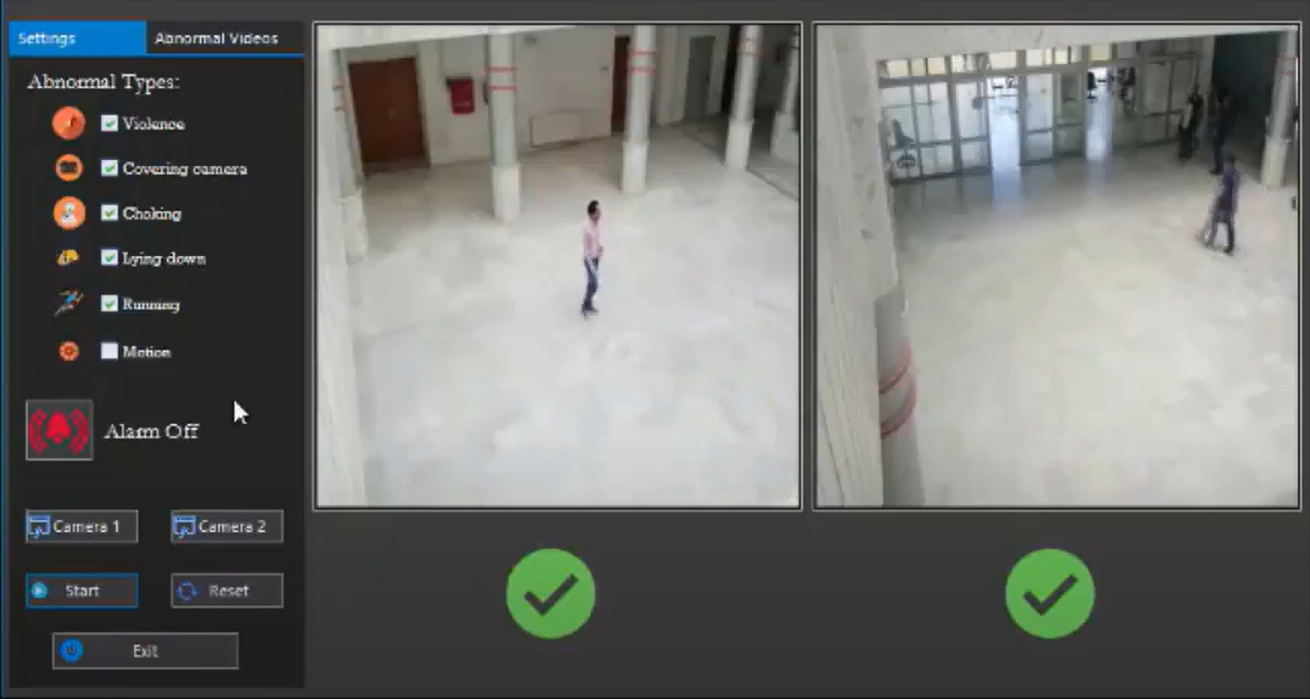 Settings
Abnormal Videos
Abnormal Types:
Violence
Covering camera
Choking
Lying down
Running
Motion
Alarm Off
Camera 1
Camera 2
Start
Reset
Exit